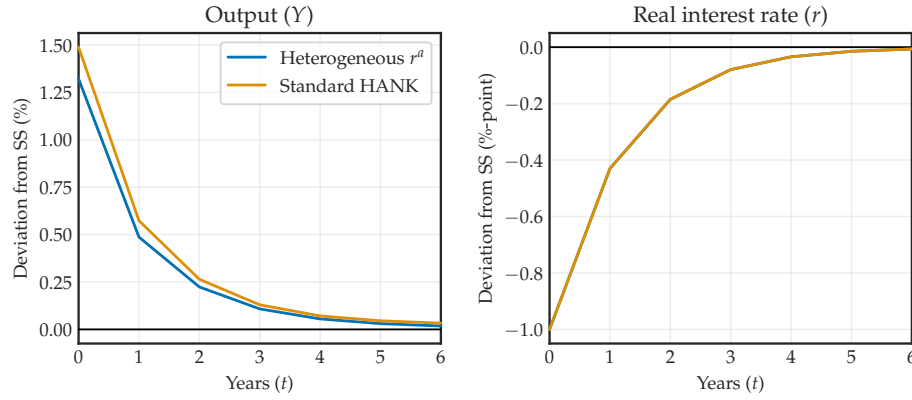 Output (Y)
Deviation from SS (%)
1.50
1.25
1.00
0.75
0.50
0.25
0.00
Heterogeneous r^a
Standard HANK
0 1 2 3 4 5 6
Years (t)
Real interest rate (r)
Deviation from SS (%-point)
0.0
−0.2
−0.4
−0.6
−0.8
−1.0
0 1 2 3 4 5 6
Years (t)